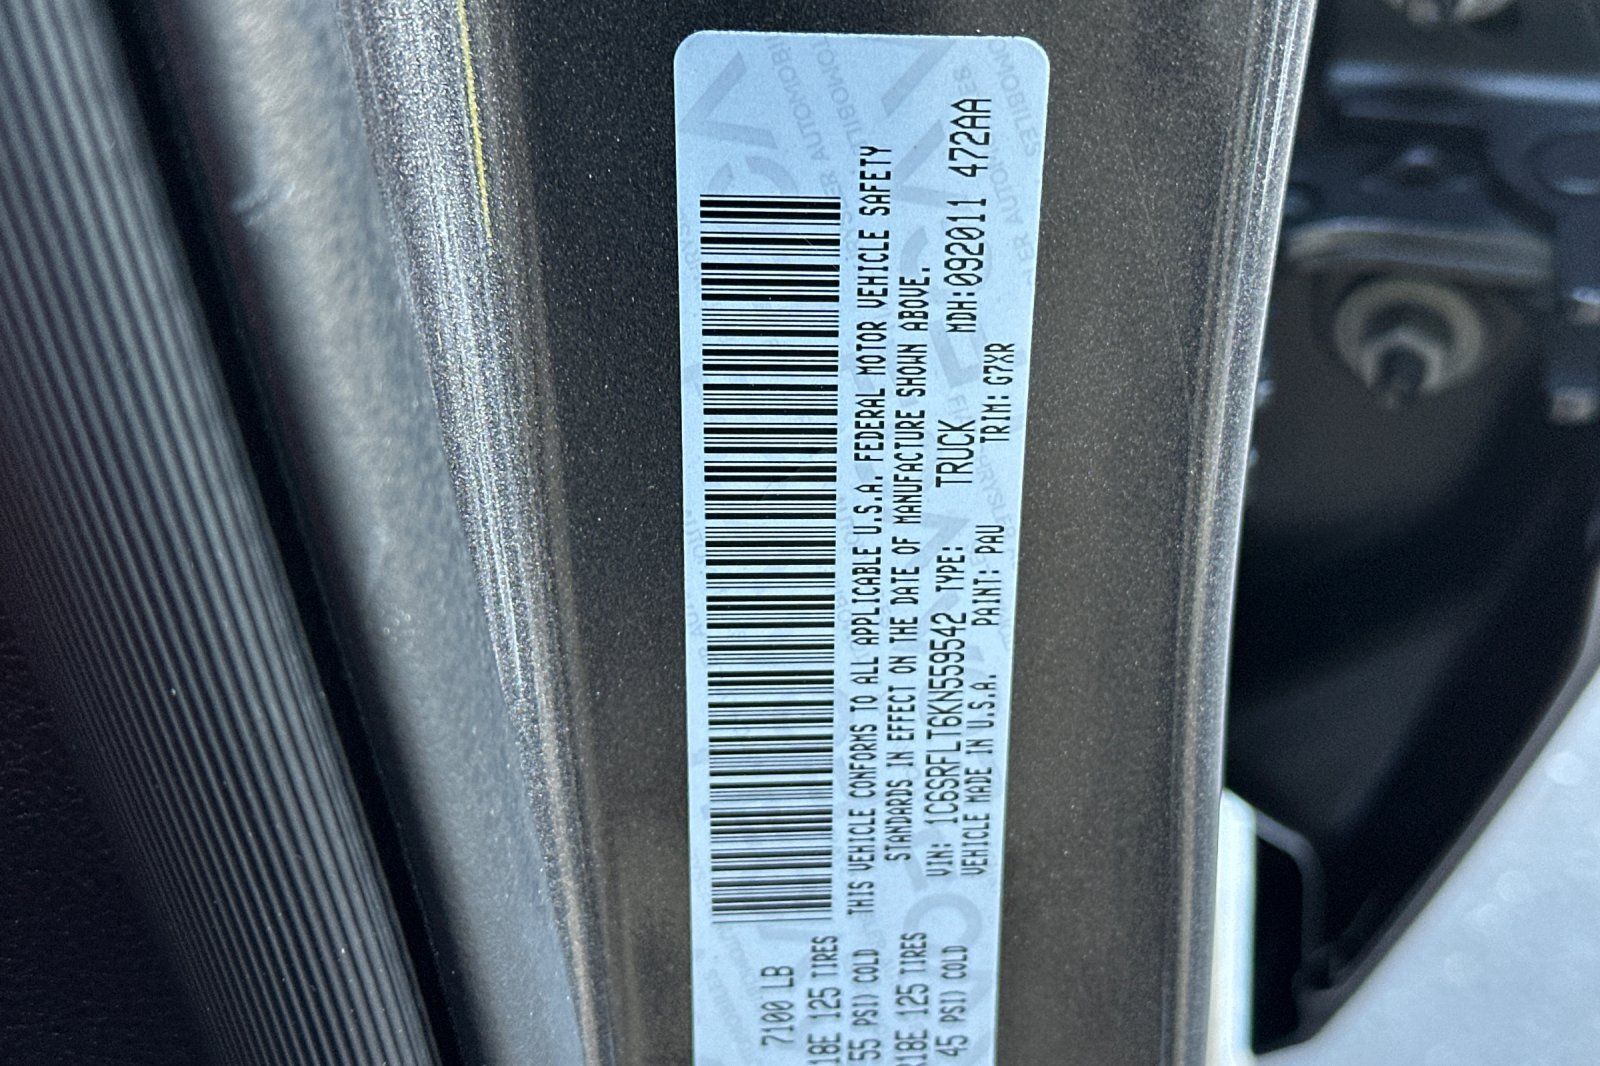 7100 LB
18E 125 TIRES
55 PSI) COLD
R18E 125 TIRES
45 PSI) COLD
THIS VEHICLE CONFORMS TO ALL APPLICABLE U.S.A. FEDERAL MOTOR VEHICLE SAFETY
STANDARDS IN EFFECT ON THE DATE OF MANUFACTURE SHOWN ABOVE.
VIN: 1C6SRFLT6KN559542 TYPE: TRUCK MDH:092011 472AA
VEHICLE MADE IN U.S.A. PAINT: PAU TRIM: G7XR